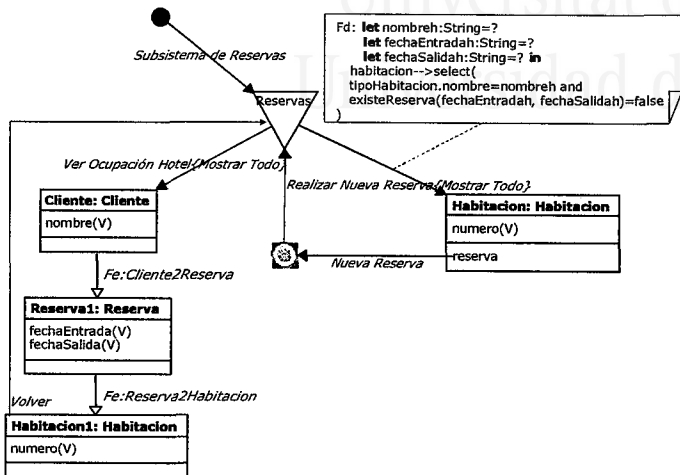 Universitat d
Universidad d
Subsistema de Reservas
Fd: let nombreh:String=?
let fechaEntradah:String=?
let fechaSalidah:String=? in
habitacion-->select(
tipoHabitacion.nombre=nombreh and
existeReserva(fechaEntradah, fechaSalidah)=false
)
Reservas
Ver Ocupación Hotel{Mostrar Todo}
Realizar Nueva Reserva{Mostrar Todo}
Cliente: Cliente
nombre(V)
Habitacion: Habitacion
numero(V)
reserva
Nueva Reserva
Fe:Cliente2Reserva
Reserva1: Reserva
fechaEntrada(V)
fechaSalida(V)
Volver
Fe:Reserva2Habitacion
Habitacion1: Habitacion
numero(V)